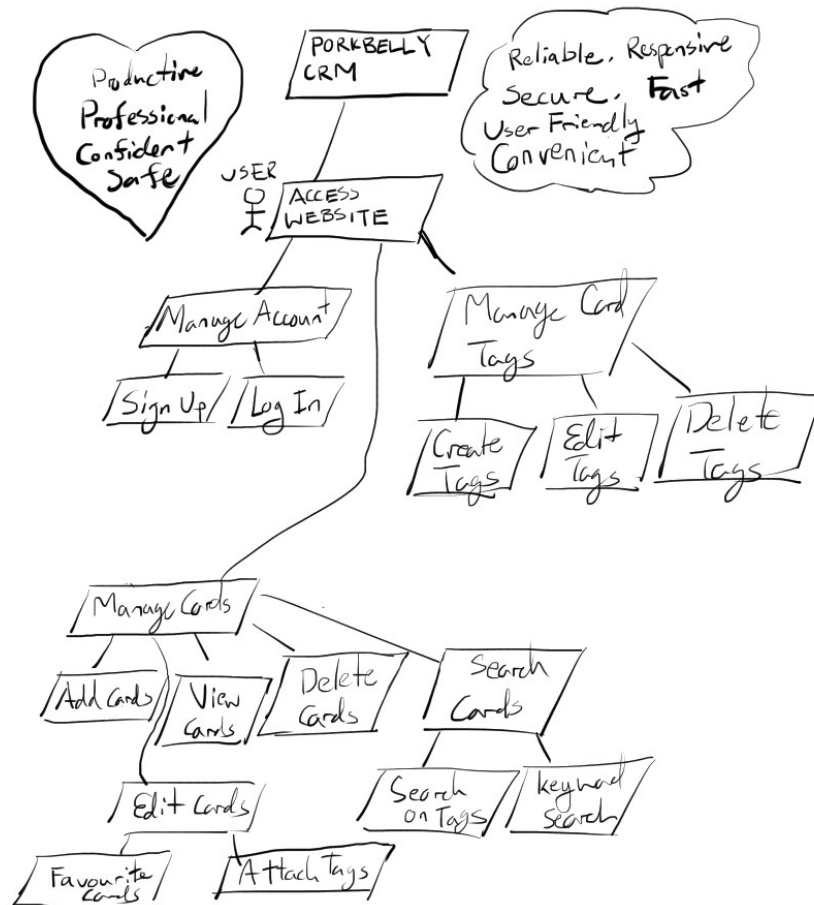 PORKBELLY
CRM
Productive
Professional
Confident
Safe
Reliable, Responsive
Secure, Fast
User Friendly
Convenient
USER
ACCESS
WEBSITE
Manage Account
Sign Up
Log In
Manage Card
Tags
Create
Tags
Edit
Tags
Delete
Tags
Manage Cards
Add Cards
View
Cards
Delete
Cards
Search
Cards
Edit Cards
Search
on Tags
keyword
Search
Favourite
Cards
Attach Tags